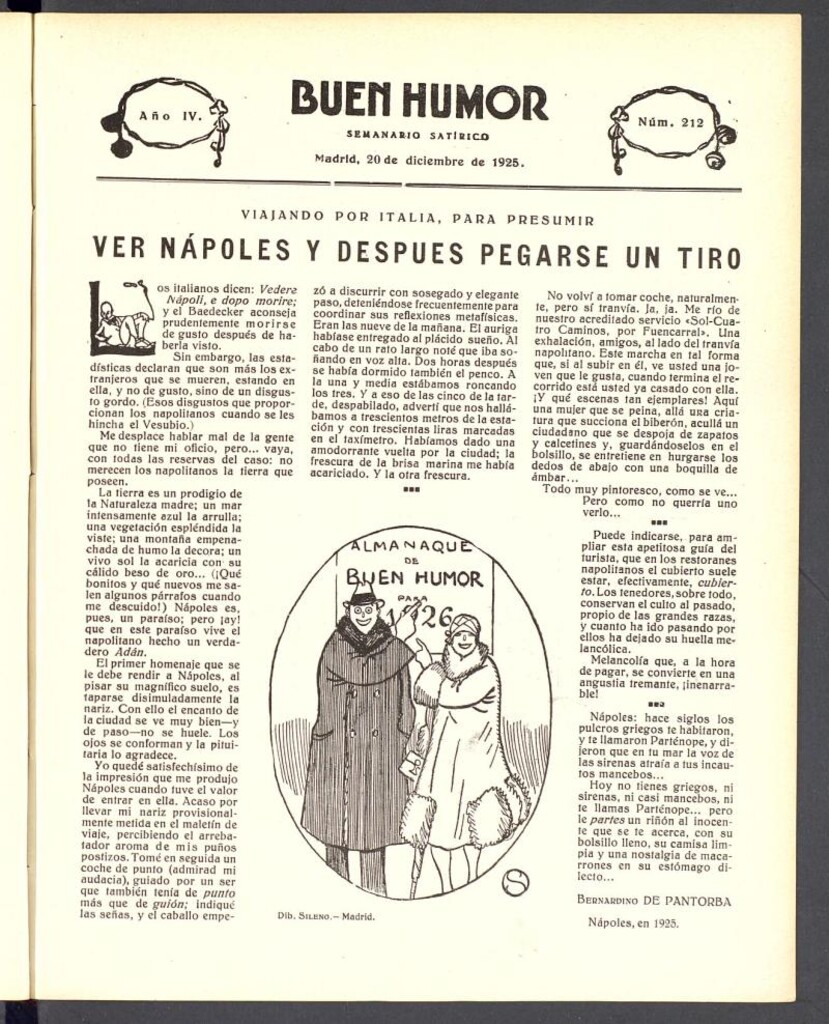 Año IV.
BUEN HUMOR
SEMANARIO SATÍRICO
Madrid, 20 de diciembre de 1925.
Núm. 212
VIAJANDO POR ITALIA, PARA PRESUMIR
VER NÁPOLES Y DESPUES PEGARSE UN TIRO
Los italianos dicen: Vedere
Nápoli, e dopo morire;
y el Baedecker aconseja
prudentemente morirse
de gusto después de ha-
berla visto.
Sin embargo, las esta-
dísticas declaran que son más los ex-
tranjeros que se mueren, estando en
ella, y no de gusto, sino de un disgus-
to gordo. (Esos disgustos que propor-
cionan los napolitanos cuando se les
hincha el Vesubio.)
Me desplace hablar mal de la gente
que no tiene mi oficio, pero... vaya,
con todas las reservas del caso: no
merecen los napolitanos la tierra que
poseen.
La tierra es un prodigio de
la Naturaleza madre; un mar
intensamente azul la arrulla;
una vegetación espléndida la
viste; una montaña empena-
chada de humo la decora; un
vivo sol la acaricia con su
cálido beso de oro... (¡Qué
bonitos y qué nuevos me sa-
len algunos párrafos cuando
me descuido!) Nápoles es,
pues, un paraíso; pero ¡ay!
que en este paraíso vive el
napolitano hecho un verda-
dero Adán.
El primer homenaje que se
le debe rendir a Nápoles, al
pisar su magnífico suelo, es
taparse disimuladamente la
nariz. Con ello el encanto de
la ciudad se ve muy bien—y
de paso—no se huele. Los
ojos se conforman y la pitui-
taria lo agradece.
Yo quedé satisfechísimo de
la impresión que me produjo
Nápoles cuando tuve el valor
de entrar en ella. Acaso por
llevar mi nariz provisional-
mente metida en el maletín de
viaje, percibiendo el arreba-
tador aroma de mis puños
postizos. Tomé en seguida un
coche de punto (admirad mi
audacia), guiado por un ser
que también tenía de punto
más que de guión; indiqué
las señas, y el caballo empe-
zó a discurrir con sosegado y elegante
paso, deteniéndose frecuentemente para
coordinar sus reflexiones metafísicas.
Eran las nueve de la mañana. El auriga
habíase entregado al plácido sueño. Al
cabo de un rato largo noté que iba so-
ñando en voz alta. Dos horas después
se había dormido también el penco. A
la una y media estábamos roncando
los tres. Y a eso de las cinco de la tar-
de, despabilado, advertí que nos hallá-
bamos a trescientos metros de la esta-
ción y con trescientas liras marcadas
en el taxímetro. Habíamos dado una
amodorrante vuelta por la ciudad; la
frescura de la brisa marina me había
acariciado. Y la otra frescura.
ALMANAQUE
DE
BUEN HUMOR
PARA
1926
S
Dib. SILENO.— Madrid.
No volví a tomar coche, naturalmen-
te, pero sí tranvía. Ja, ja. Me río de
nuestro acreditado servicio «Sol-Cua-
tro Caminos, por Fuencarral». Una
exhalación, amigos, al lado del tranvía
napolitano. Este marcha en tal forma
que, si al subir en él, ve usted una jo-
ven que le gusta, cuando termina el re-
corrido está usted ya casado con ella.
¡Y qué escenas tan ejemplares! Aquí
una mujer que se peina, allá una cria-
tura que succiona el biberón, acullá un
ciudadano que se despoja de zapatos
y calcetines y, guardándoselos en el
bolsillo, se entretiene en hurgarse los
dedos de abajo con una boquilla de
ámbar...
Todo muy pintoresco, como se ve...
Pero como no querría uno
verlo...
Puede indicarse, para am-
pliar esta apetitosa guía del
turista, que en los restoranes
napolitanos el cubierto suele
estar, efectivamente, cubier-
to. Los tenedores, sobre todo,
conservan el culto al pasado,
propio de las grandes razas,
y cuanto ha ido pasando por
ellos ha dejado su huella me-
lancólica.
Melancolía que, a la hora
de pagar, se convierte en una
angustia tremante, ¡inenarra-
ble!
Nápoles: hace siglos los
pulcros griegos te habitaron,
y te llamaron Parténope, y di-
jeron que en tu mar la voz de
las sirenas atraía a tus incau-
tos mancebos...
Hoy no tienes griegos, ni
sirenas, ni casi mancebos, ni
te llamas Parténope... pero
le partes un riñón al inocen-
te que se te acerca, con su
bolsillo lleno, su camisa lim-
pia y una nostalgia de maca-
rrones en su estómago di-
lecto...
BERNARDINO DE PANTORBA
Nápoles, en 1925.